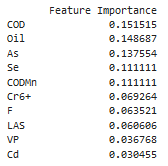 Feature Importance
COD 0.151515
Oil 0.148687
As 0.137554
Se 0.111111
CODMn 0.111111
Cr6+ 0.069264
F 0.063521
LAS 0.060606
VP 0.036768
Cd 0.030455